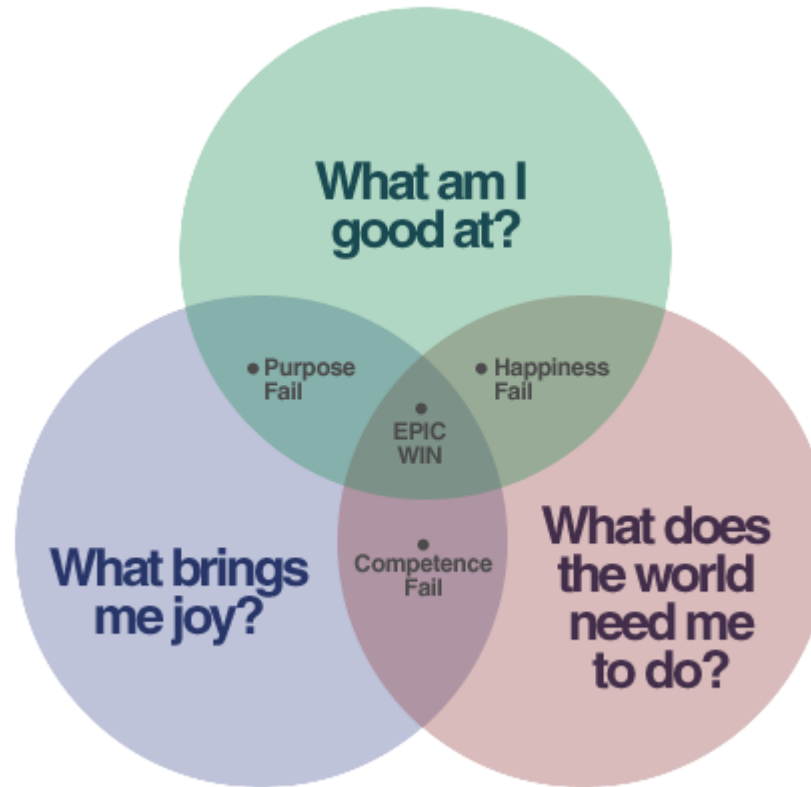 What am I
good at?
Purpose
Fail
Happiness
Fail
EPIC
WIN
What brings
me joy?
Competence
Fail
What does
the world
need me
to do?